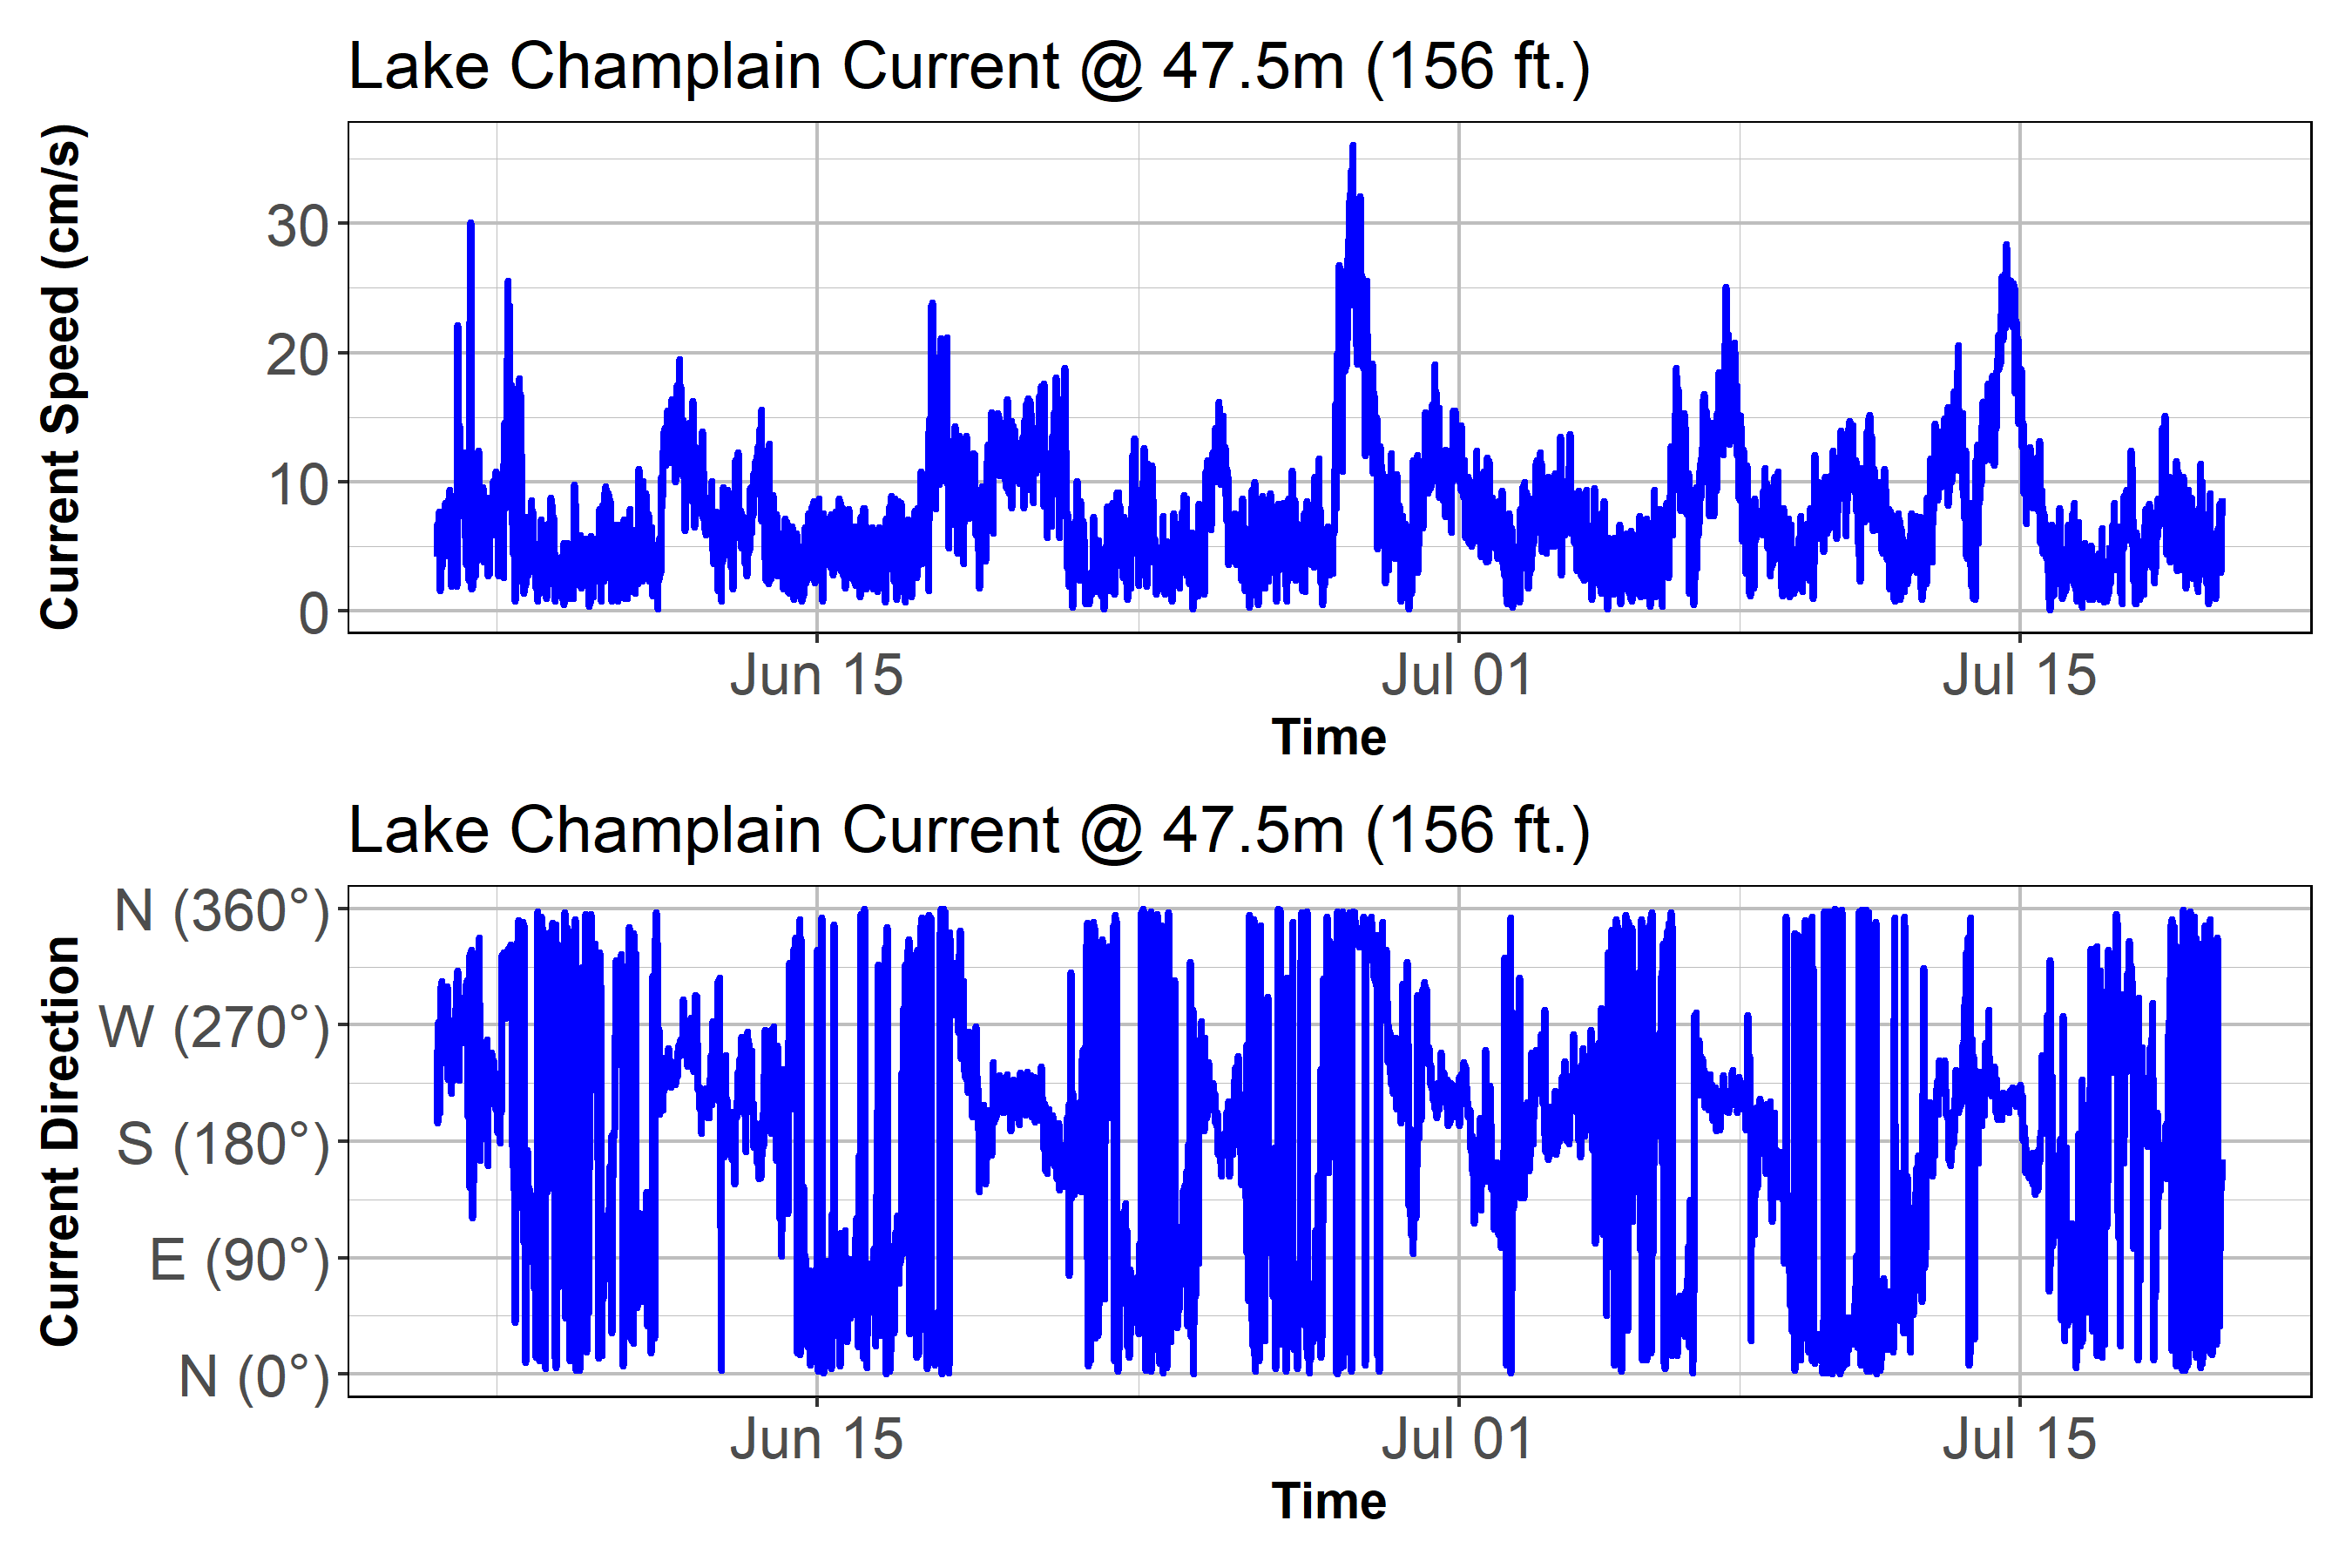 Lake Champlain Current @ 47.5m (156 ft.)
Current Speed (cm/s)
30
20
10
0
Jun 15
Jul 01
Jul 15
Time
Lake Champlain Current @ 47.5m (156 ft.)
Current Direction
N (360°)
W (270°)
S (180°)
E (90°)
N (0°)
Jun 15
Jul 01
Jul 15
Time